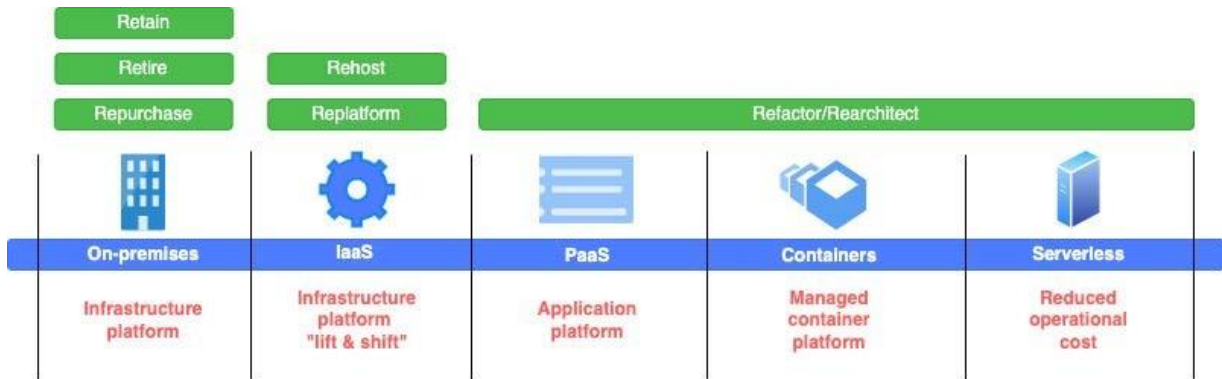 Retain
Retire
Rehost
Repurchase
Replatform
Refactor/Rearchitect
On-premises
IaaS
PaaS
Containers
Serverless
Infrastructure
platform
Infrastructure
platform
"lift & shift"
Application
platform
Managed
container
platform
Reduced
operational
cost